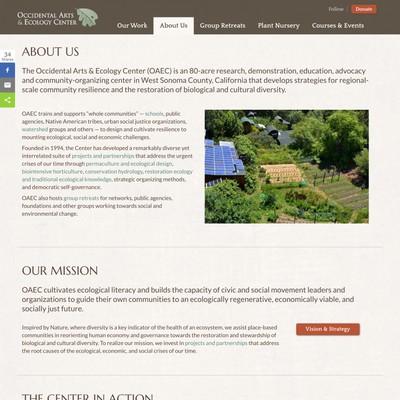 OCCIDENTAL ARTS
& ECOLOGY CENTER
Follow
Donate
Our Work
About Us
Group Retreats
Plant Nursery
Courses & Events
34
Shares
ABOUT US
The Occidental Arts & Ecology Center (OAEC) is an 80-acre research, demonstration, education, advocacy
and community-organizing center in West Sonoma County, California that develops strategies for regional-
scale community resilience and the restoration of biological and cultural diversity.
OAEC trains and supports "whole communities" — schools, public
agencies, Native American tribes, urban social justice organizations,
watershed groups and others — to design and cultivate resilience to
mounting ecological, social and economic challenges.
Founded in 1994, the Center has developed a remarkably diverse yet
interrelated suite of projects and partnerships that address the urgent
crises of our time through permaculture and ecological design,
biointensive horticulture, conservation hydrology, restoration ecology
and traditional ecological knowledge, strategic organizing methods,
and democratic self-governance.
OAEC also hosts group retreats for networks, public agencies,
foundations and other groups working towards social and
environmental change.
OUR MISSION
OAEC cultivates ecological literacy and builds the capacity of civic and social movement leaders and
organizations to guide their own communities to an ecologically regenerative, economically viable, and
socially just future.
Inspired by Nature, where diversity is a key indicator of the health of an ecosystem, we assist place-based
communities in reorienting human economy and governance towards the restoration and stewardship of
biological and cultural diversity. To realize our mission, we invest in projects and partnerships that address
the root causes of the ecological, economic, and social crises of our time.
Vision & Strategy
THE CENTER IN ACTION